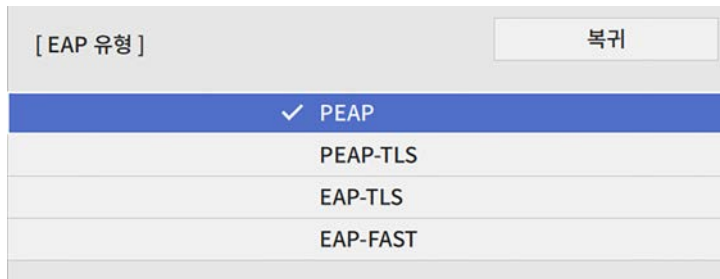 [ EAP 유형 ]
복귀
✓ PEAP
PEAP-TLS
EAP-TLS
EAP-FAST